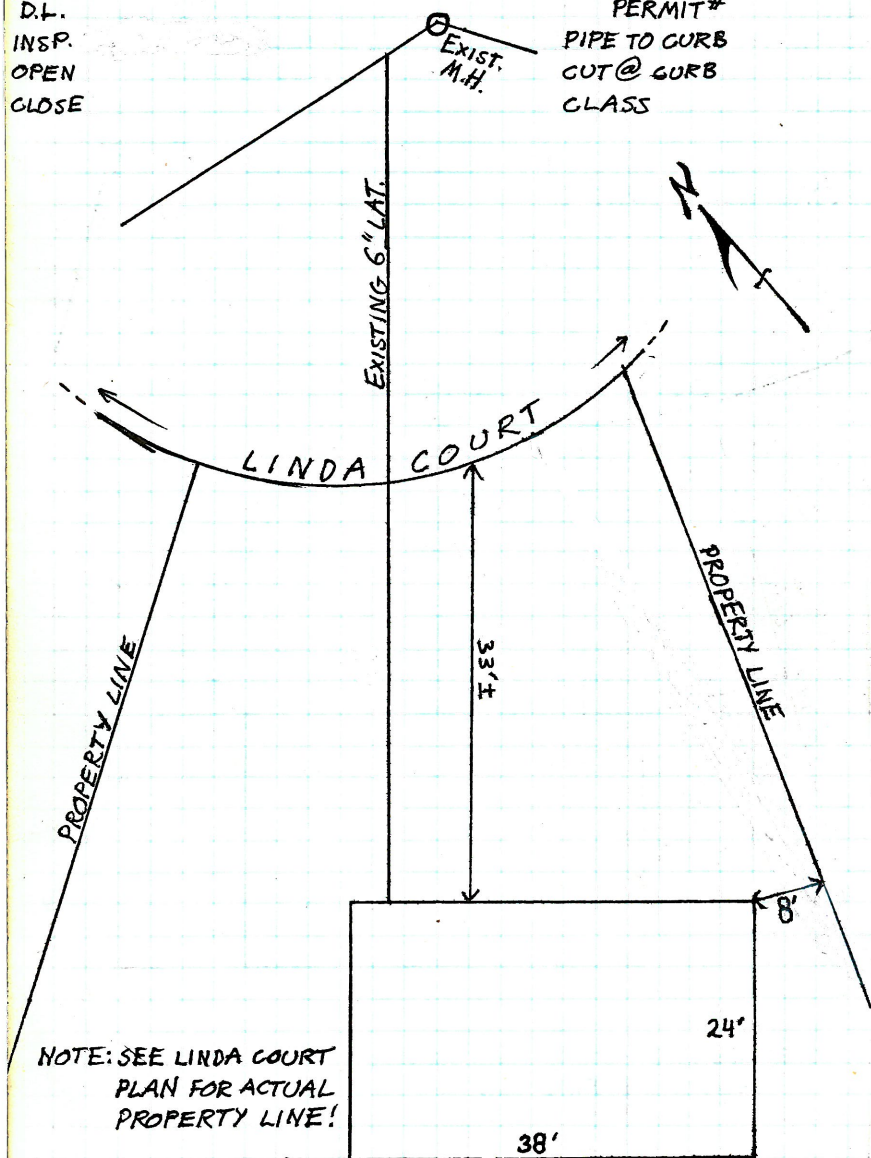 D.L.
INSP.
OPEN
CLOSE
PERMIT#
PIPE TO CURB
CUT @ CURB
CLASS
EXIST.
M.H.
N
EXISTING 6" LAT.
LINDA COURT
33'±
PROPERTY LINE
PROPERTY LINE
8'
24'
38'
NOTE: SEE LINDA COURT
PLAN FOR ACTUAL
PROPERTY LINE!